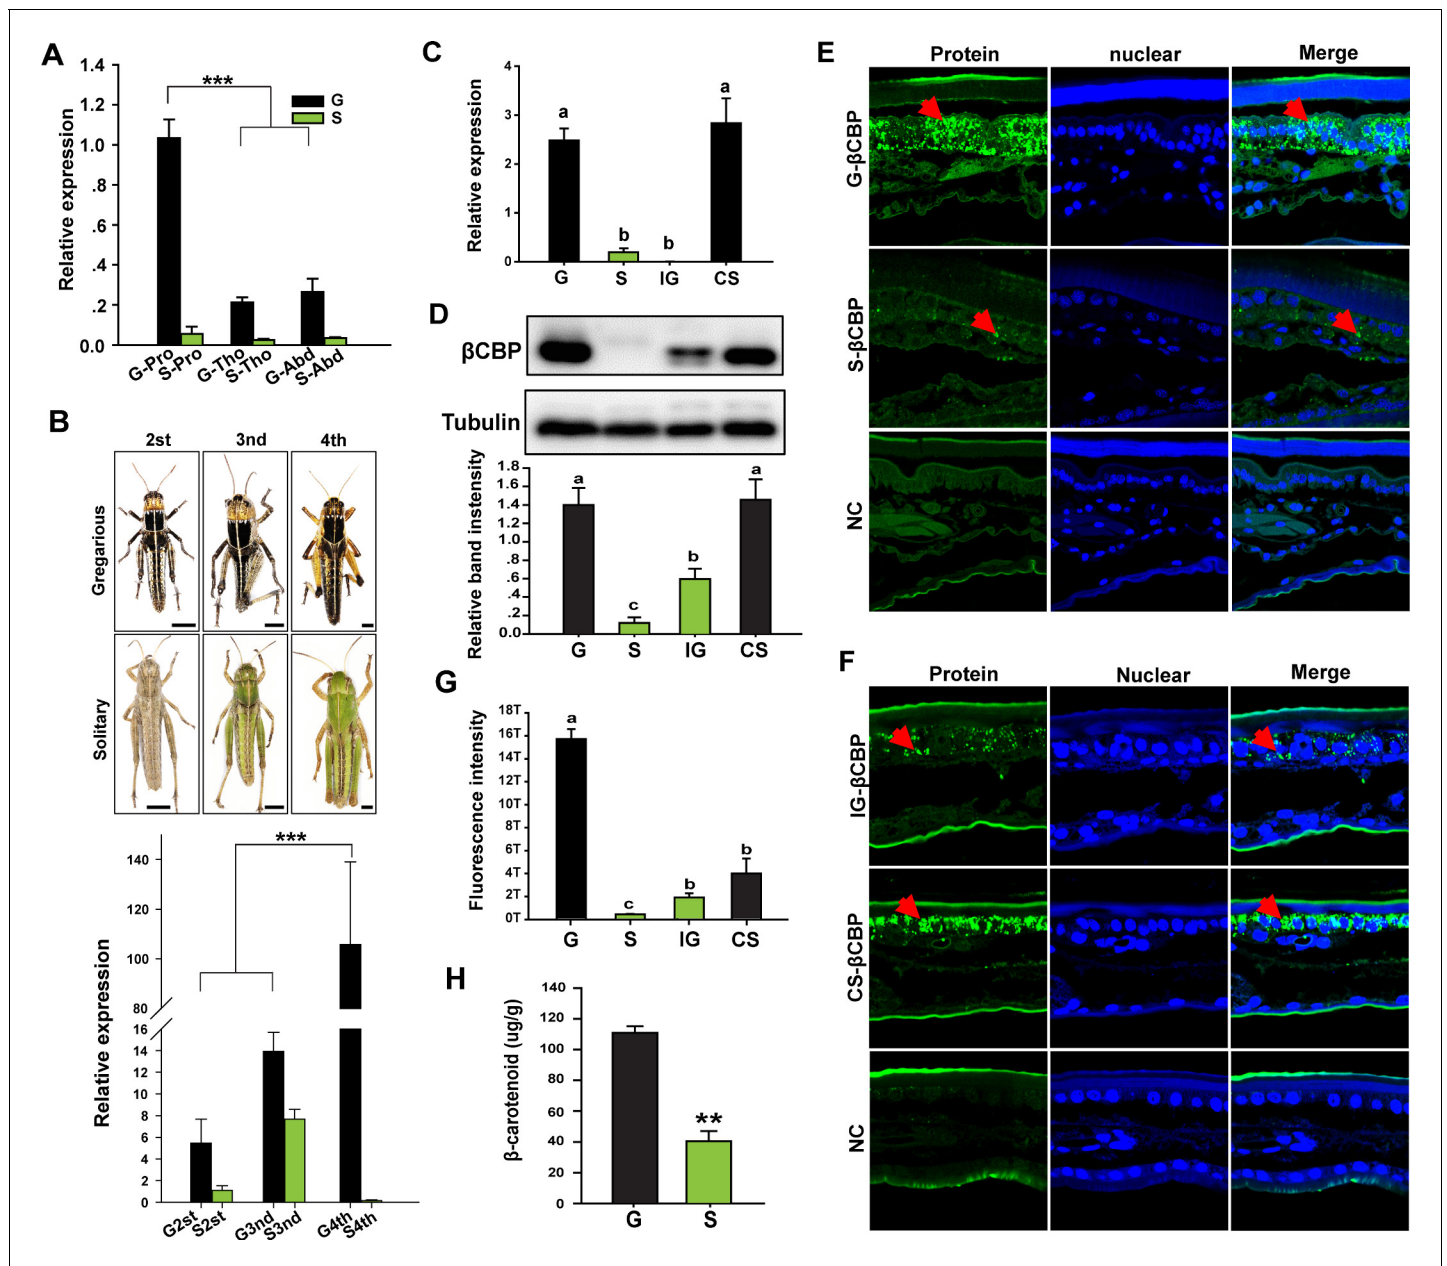 A
1.4
1.2
1.0
.8
.6
.4
.2
0.0
Relative expression
***
G
S
G-Pro
S-Pro
G-Tho
S-Tho
G-Abd
S-Abd
B
2st 3nd 4th
Gregarious
Solitary
***
140
120
100
80
16
14
12
10
8
6
4
2
0
Relative expression
G2st
S2st
G3nd
S3nd
G4th
S4th
C
4
3
2
1
0
Relative expression
a b b a
G S IG CS
D
βCBP
Tubulin
1.8
1.6
1.4
1.2
1.0
.8
.6
.4
.2
0.0
Relative band instensity
a c b a
G S IG CS
G
18T
16T
14T
12T
10T
8T
6T
4T
2T
0T
Fluorescence intensity
a c b b
G S IG CS
H
140
120
100
80
60
40
20
0
β-carotenoid (ug/g)
**
G S
E
Protein nuclear Merge
G-βCBP
S-βCBP
NC
F
Protein Nuclear Merge
IG-βCBP
CS-βCBP
NC